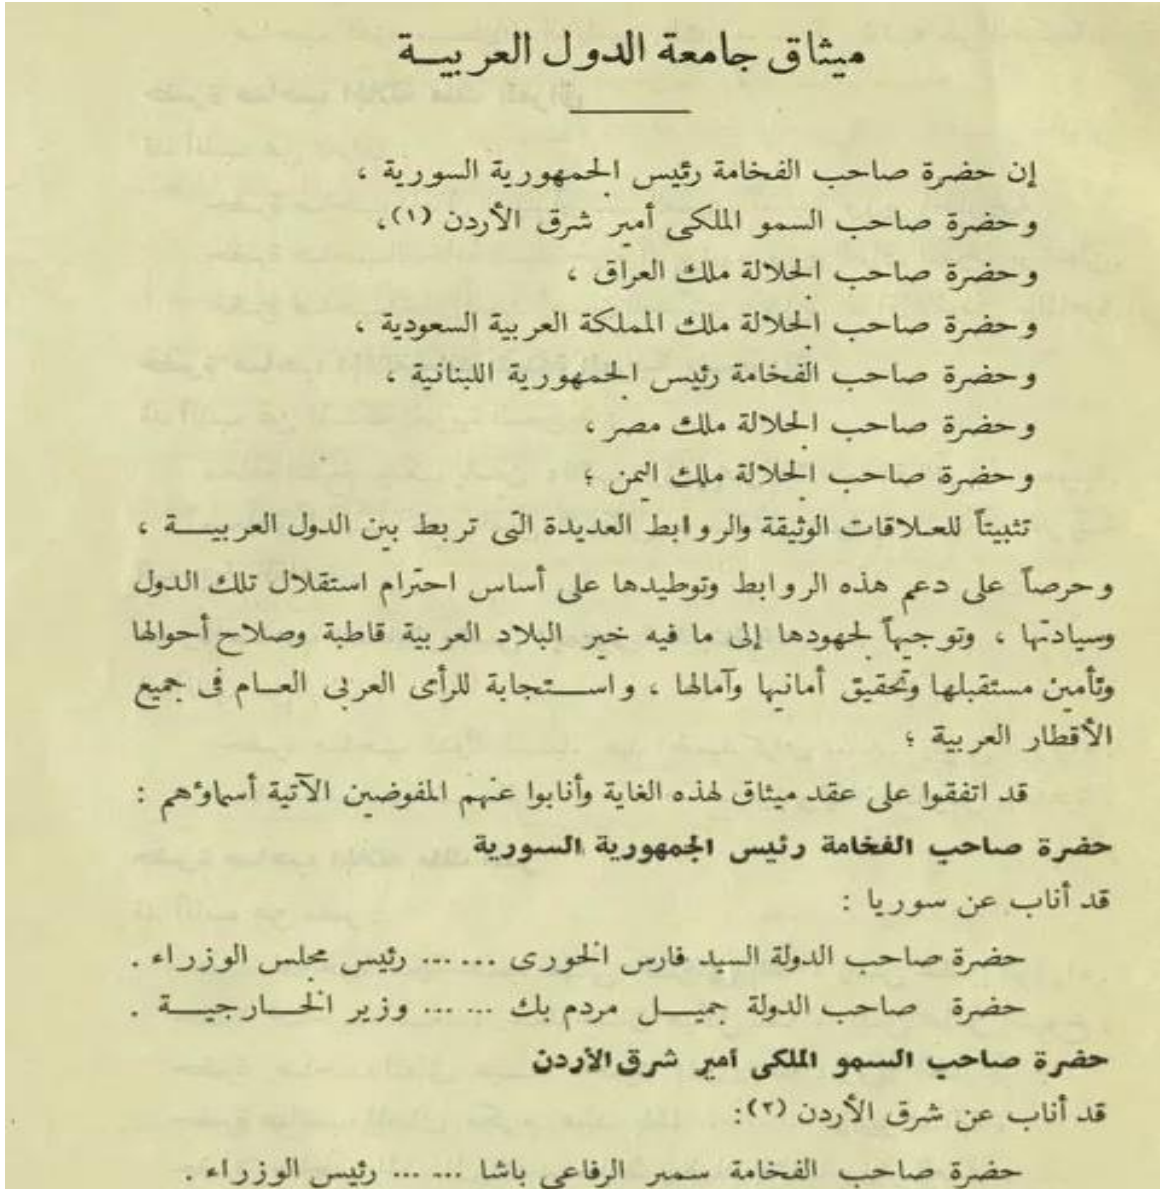 ميثاق جامعة الدول العربيــة
إن حضرة صاحب الفخامة رئيس الجمهورية السورية ،
وحضرة صاحب السمو الملكى أمير شرق الأردن (١)،
وحضرة صاحب الجلالة ملك العراق ،
وحضرة صاحب الجلالة ملك المملكة العربية السعودية ،
وحضرة صاحب الفخامة رئيس الجمهورية اللبنانية ،
وحضرة صاحب الجلالة ملك مصر ،
وحضرة صاحب الجلالة ملك اليمن ؛
تثبيتاً للعـلاقات الوثيقة والروابط العديدة التى تربط بين الدول العربيـــة ،
وحرصاً على دعم هذه الروابط وتوطيدها على أساس احترام استقلال تلك الدول
وسيادتها ، وتوجيهاً لجهودها إلى ما فيه خير البلاد العربية قاطبة وصلاح أحوالها
وتأمين مستقبلها وتحقيق أمانيها وآمالها ، واســـتجابة للرأى العربى العـام فى جميع
الأقطار العربية ؛
قد اتفقوا على عقد ميثاق لهذه الغاية وأنابوا عنهم المفوضين الآتية أسماؤهم :
حضرة صاحب الفخامة رئيس الجمهورية السورية
قد أناب عن سوريا :
حضرة صاحب الدولة السيد فارس الخورى ... ... رئيس مجلس الوزراء .
حضرة صاحب الدولة جميـــل مردم بك ... ... وزير الخـــارجيـــة .
حضرة صاحب السمو الملكى أمير شرق الأردن
قد أناب عن شرق الأردن (٢):
حضرة صاحب الفخامة سمير الرفاعى باشا ... ... رئيس الوزراء .